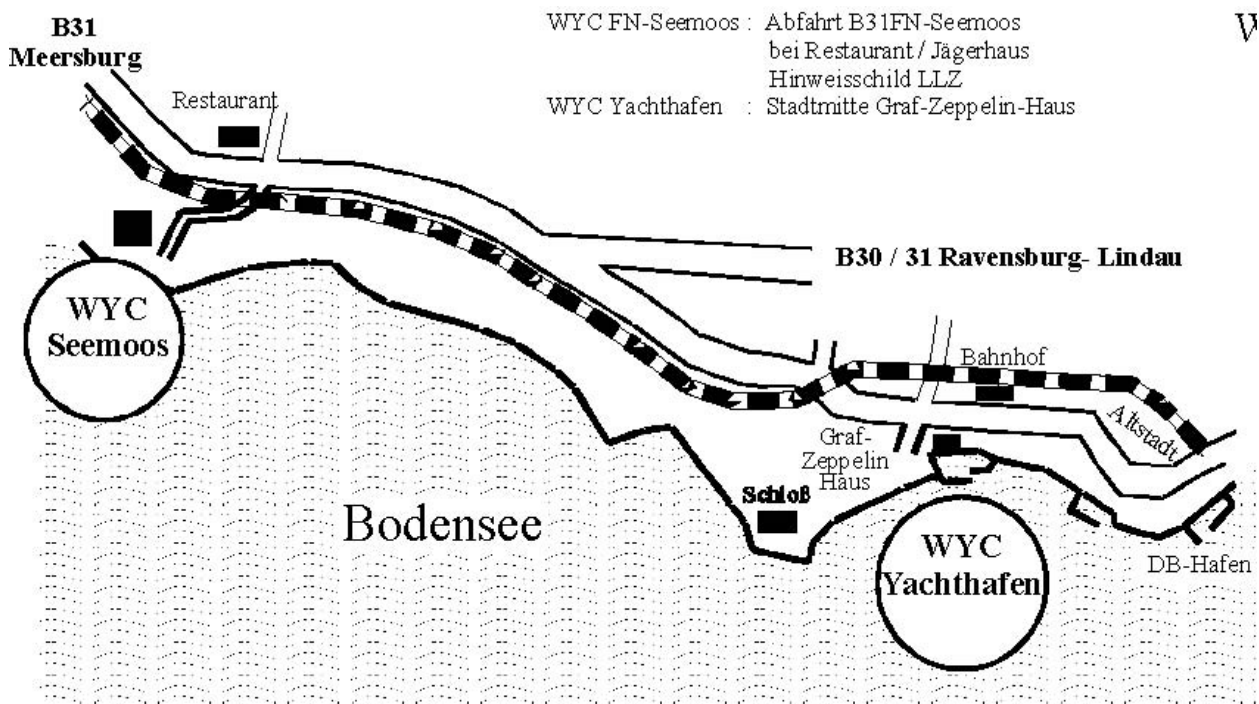 WYC FN-Seemoos : Abfahrt B31FN-Seemoos
bei Restaurant / Jägerhaus
Hinweisschild LLZ
WYC Yachthafen : Stadtmitte Graf-Zeppelin-Haus
W
B31
Meersburg
Restaurant
B30 / 31 Ravensburg- Lindau
WYC
Seemoos
Bahnhof
Altstadt
Graf-
Zeppelin
Haus
Schloß
Bodensee
WYC
Yachthafen
DB-Hafen